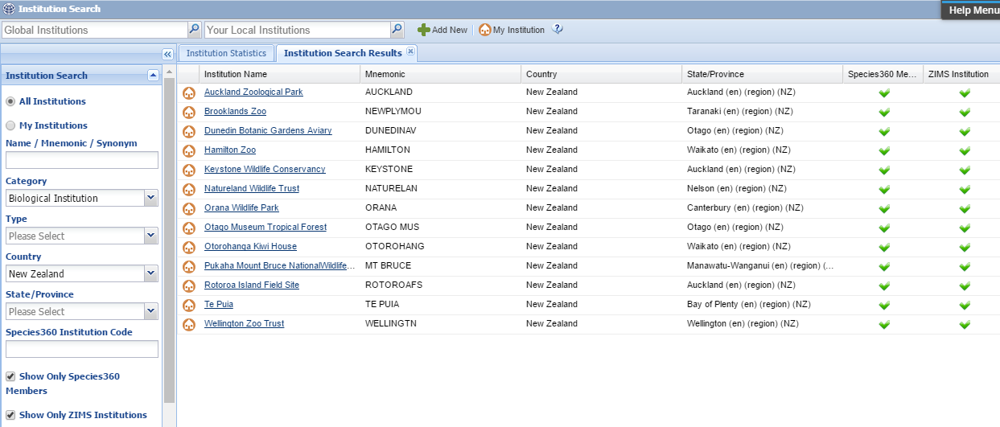 Institution Search
Help Menu
Global Institutions
Your Local Institutions
Add New
My Institution
Institution Statistics
Institution Search Results
Institution Search
All Institutions
My Institutions
Name / Mnemonic / Synonym
Category
Biological Institution
Type
Please Select
Country
New Zealand
State/Province
Please Select
Species360 Institution Code
Show Only Species360
Members
Show Only ZIMS Institutions
Institution Name Mnemonic Country State/Province Species360 Me... ZIMS Institution
Auckland Zoological Park AUCKLAND New Zealand Auckland (en) (region) (NZ)
Brooklands Zoo NEWPLYMOU New Zealand Taranaki (en) (region) (NZ)
Dunedin Botanic Gardens Aviary DUNEDINAV New Zealand Otago (en) (region) (NZ)
Hamilton Zoo HAMILTON New Zealand Waikato (en) (region) (NZ)
Keystone Wildlife Conservancy KEYSTONE New Zealand Auckland (en) (region) (NZ)
Natureland Wildlife Trust NATURELAN New Zealand Nelson (en) (region) (NZ)
Orana Wildlife Park ORANA New Zealand Canterbury (en) (region) (NZ)
Otago Museum Tropical Forest OTAGO MUS New Zealand Otago (en) (region) (NZ)
Otorohanga Kiwi House OTOROHANG New Zealand Waikato (en) (region) (NZ)
Pukaha Mount Bruce NationalWildlife... MT BRUCE New Zealand Manawatu-Wanganui (en) (region) (...
Rotoroa Island Field Site ROTOROAFS New Zealand Auckland (en) (region) (NZ)
Te Puia TE PUIA New Zealand Bay of Plenty (en) (region) (NZ)
Wellington Zoo Trust WELLINGTN New Zealand Wellington (en) (region) (NZ)